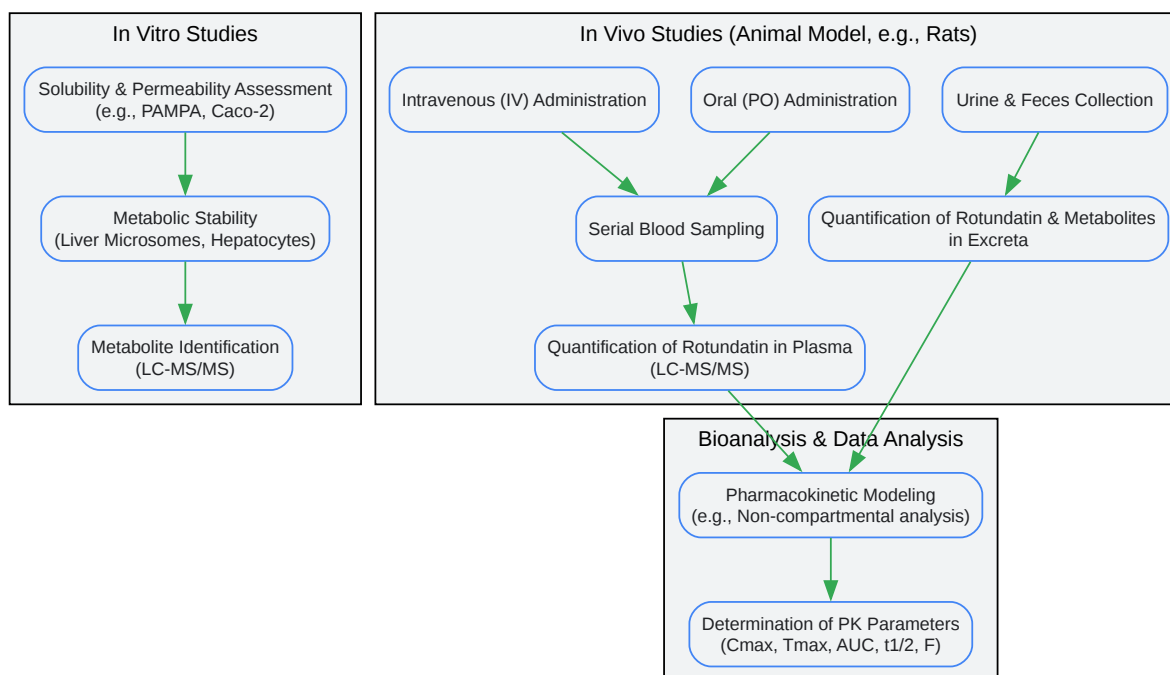 In Vitro Studies
Solubility & Permeability Assessment
(e.g., PAMPA, Caco-2)
Metabolic Stability
(Liver Microsomes, Hepatocytes)
Metabolite Identification
(LC-MS/MS)
In Vivo Studies (Animal Model, e.g., Rats)
Intravenous (IV) Administration
Oral (PO) Administration
Urine & Feces Collection
Serial Blood Sampling
Quantification of Rotundatin & Metabolites
in Excreta
Quantification of Rotundatin in Plasma
(LC-MS/MS)
Bioanalysis & Data Analysis
Pharmacokinetic Modeling
(e.g., Non-compartmental analysis)
Determination of PK Parameters
(Cmax, Tmax, AUC, t1/2, F)